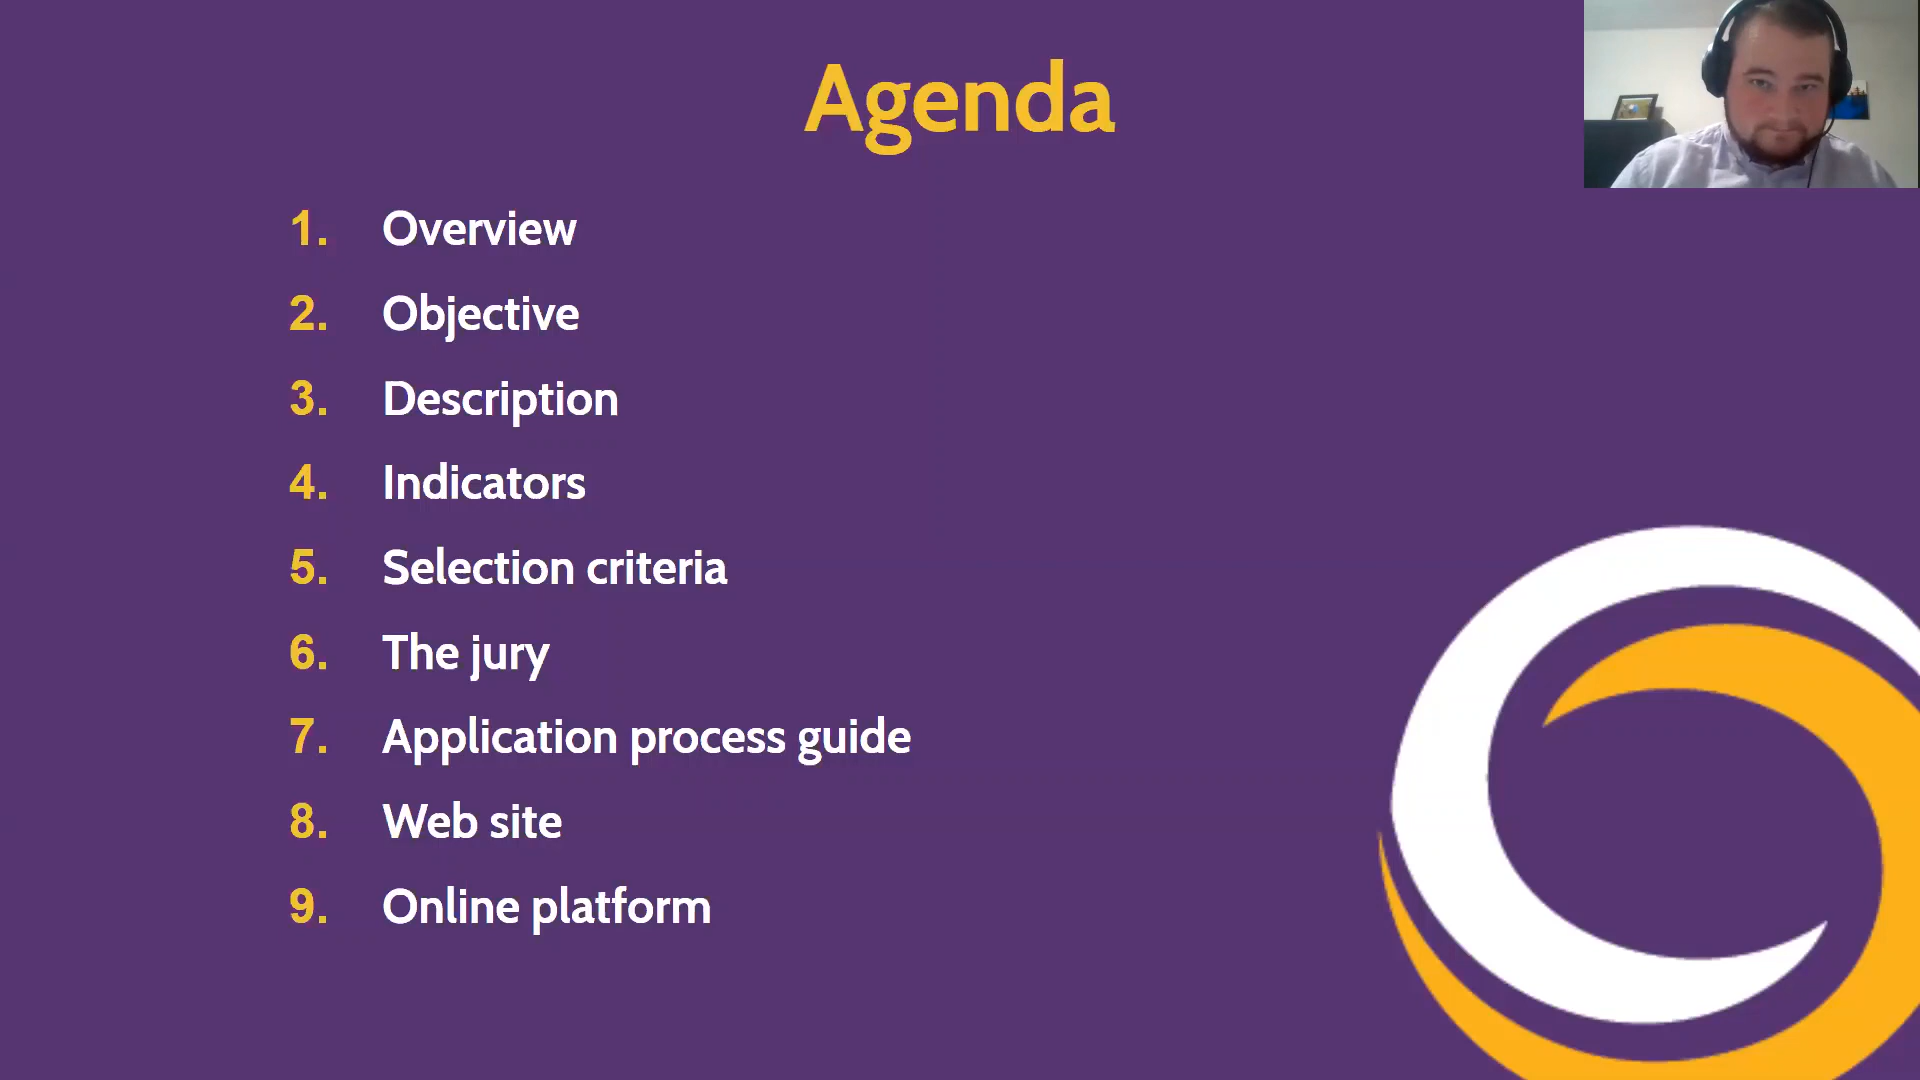 Agenda
1. Overview
2. Objective
3. Description
4. Indicators
5. Selection criteria
6. The jury
7. Application process guide
8. Web site
9. Online platform